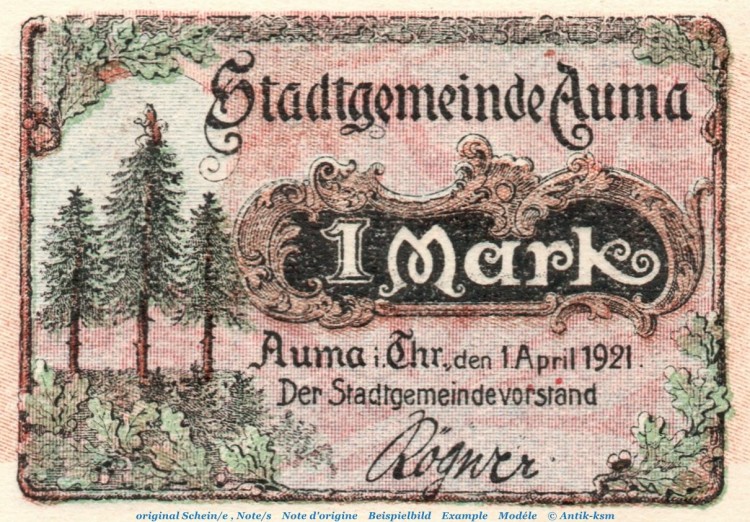 Stadtgemeinde Auma
1 Mark
Auma i. Thr., den 1. April 1921.
Der Stadtgemeindevorstand
Rögner.
original Schein/e , Note/s Note d'origine Beispielbild Example Modéle © Antik-ksm